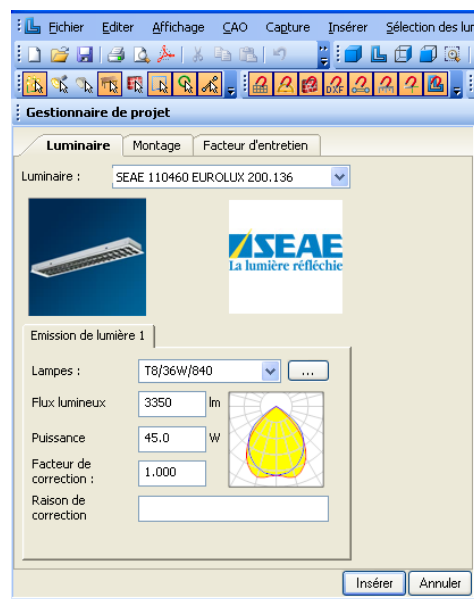 Fichier Editer Affichage CAO Capture Insérer Sélection des lum
DXF
Gestionnaire de projet
Luminaire Montage Facteur d'entretien
Luminaire : SEAE 110460 EUROLUX 200.136
SEAE
La lumière réfléchie
Emission de lumière 1
Lampes : T8/36W/840 ...
Flux lumineux 3350 lm
Puissance 45.0 W
Facteur de
correction : 1.000
Raison de
correction
Insérer Annuler